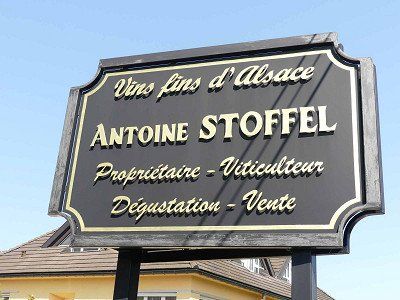 Vins fins d'Alsace
ANTOINE STOFFEL
Propriétaire - Viticulteur
Dégustation - Vente